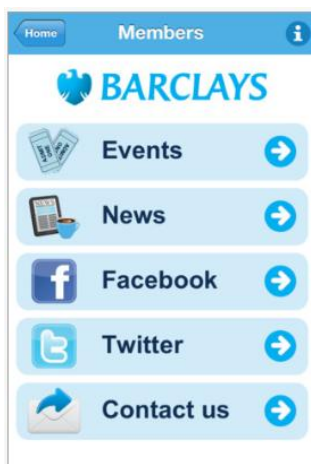 Home
Members
BARCLAYS
Events
News
Facebook
Twitter
Contact us